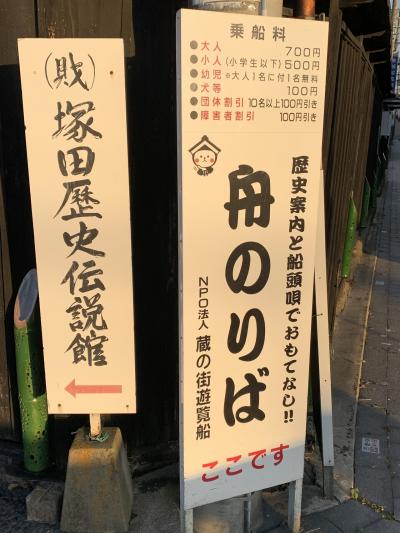 (財)塚田歴史伝説館
乗船料
●大人 700円
●小人(小学生以下)500円
●幼児 ※大人1名に付1名無料
●犬等 100円
●団体割引 10名以上100円引き
●障害者割引 100円引き
歴史案内と船頭唄でおもてなし!!
舟のりば
NPO法人 蔵の街遊覧船
ここです